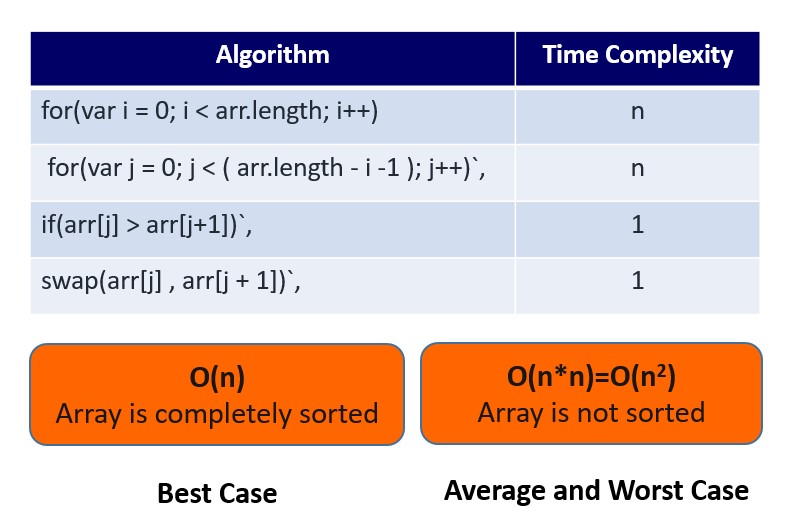 Algorithm Time Complexity
for(var i = 0; i < arr.length; i++) n
for(var j = 0; j < ( arr.length - i -1 ); j++)`, n
if(arr[j] > arr[j+1])`, 1
swap(arr[j] , arr[j + 1])`, 1
O(n)
Array is completely sorted
O(n*n)=O(n²)
Array is not sorted
Best Case
Average and Worst Case